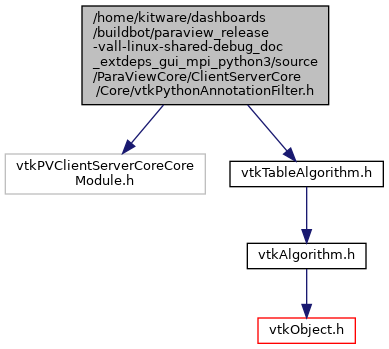 /home/kitware/dashboards
/buildbot/paraview_release
-vall-linux-shared-debug_doc
_extdeps_gui_mpi_python3/source
/ParaViewCore/ClientServerCore
/Core/vtkPythonAnnotationFilter.h
vtkPVClientServerCoreCore
Module.h
vtkTableAlgorithm.h
vtkAlgorithm.h
vtkObject.h